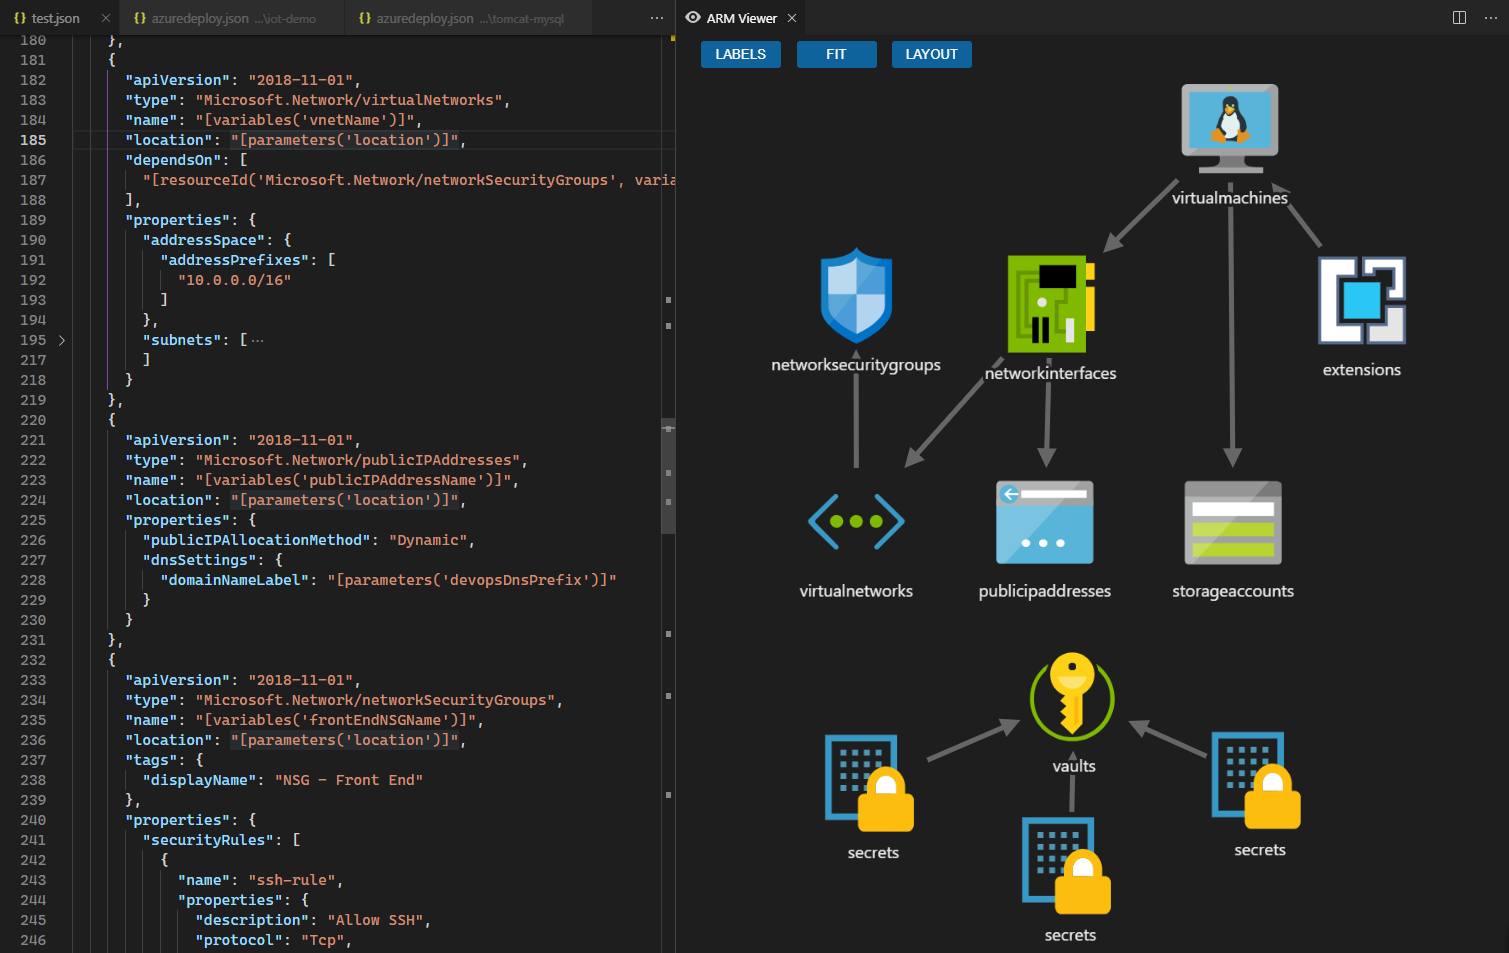 test.json
azuredeploy.json ...\iot-demo
azuredeploy.json ...\tomcat-mysql
ARM Viewer
180 },
181 {
182 "apiVersion": "2018-11-01",
183 "type": "Microsoft.Network/virtualNetworks",
184 "name": "[variables('vnetName')]",
185 "location": "[parameters('location')]",
186 "dependsOn": [
187 "[resourceId('Microsoft.Network/networkSecurityGroups', varia
188 ],
189 "properties": {
190 "addressSpace": {
191 "addressPrefixes": [
192 "10.0.0.0/16"
193 ]
194 },
195 "subnets": [ ...
217 ]
218 }
219 },
220 {
221 "apiVersion": "2018-11-01",
222 "type": "Microsoft.Network/publicIPAddresses",
223 "name": "[variables('publicIPAddressName')]",
224 "location": "[parameters('location')]",
225 "properties": {
226 "publicIPAllocationMethod": "Dynamic",
227 "dnsSettings": {
228 "domainNameLabel": "[parameters('devopsDnsPrefix')]"
229 }
230 }
231 },
232 {
233 "apiVersion": "2018-11-01",
234 "type": "Microsoft.Network/networkSecurityGroups",
235 "name": "[variables('frontEndNSGName')]",
236 "location": "[parameters('location')]",
237 "tags": {
238 "displayName": "NSG - Front End"
239 },
240 "properties": {
241 "securityRules": [
242 {
243 "name": "ssh-rule",
244 "properties": {
245 "description": "Allow SSH",
246 "protocol": "Tcp",
LABELS
FIT
LAYOUT
virtualmachines
networksecuritygroups
networkinterfaces
extensions
virtualnetworks
publicipaddresses
storageaccounts
vaults
secrets
secrets
secrets